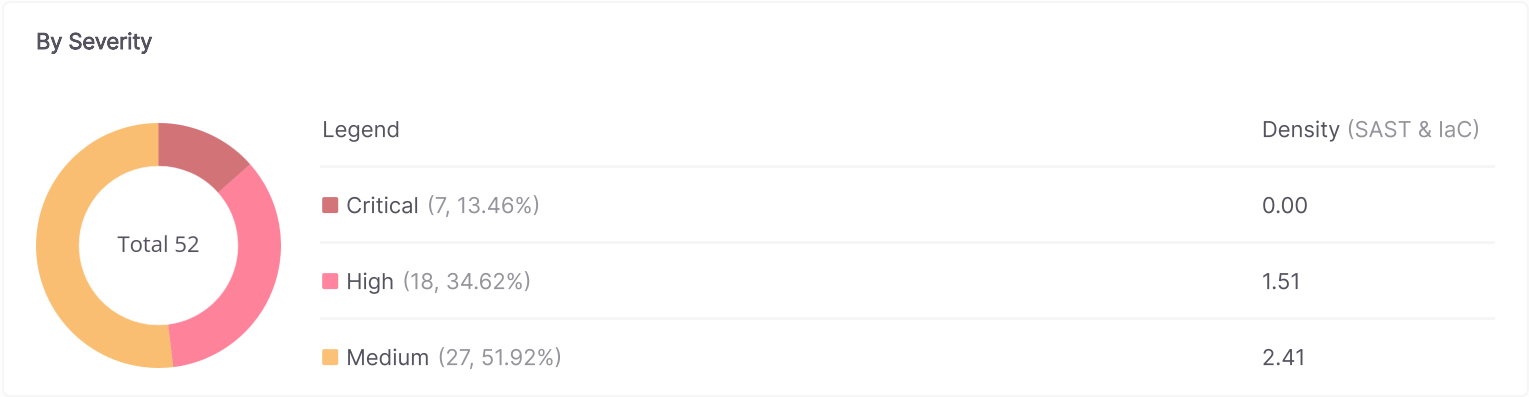 By Severity
Legend Density (SAST & IaC)
Critical (7, 13.46%) 0.00
Total 52
High (18, 34.62%) 1.51
Medium (27, 51.92%) 2.41